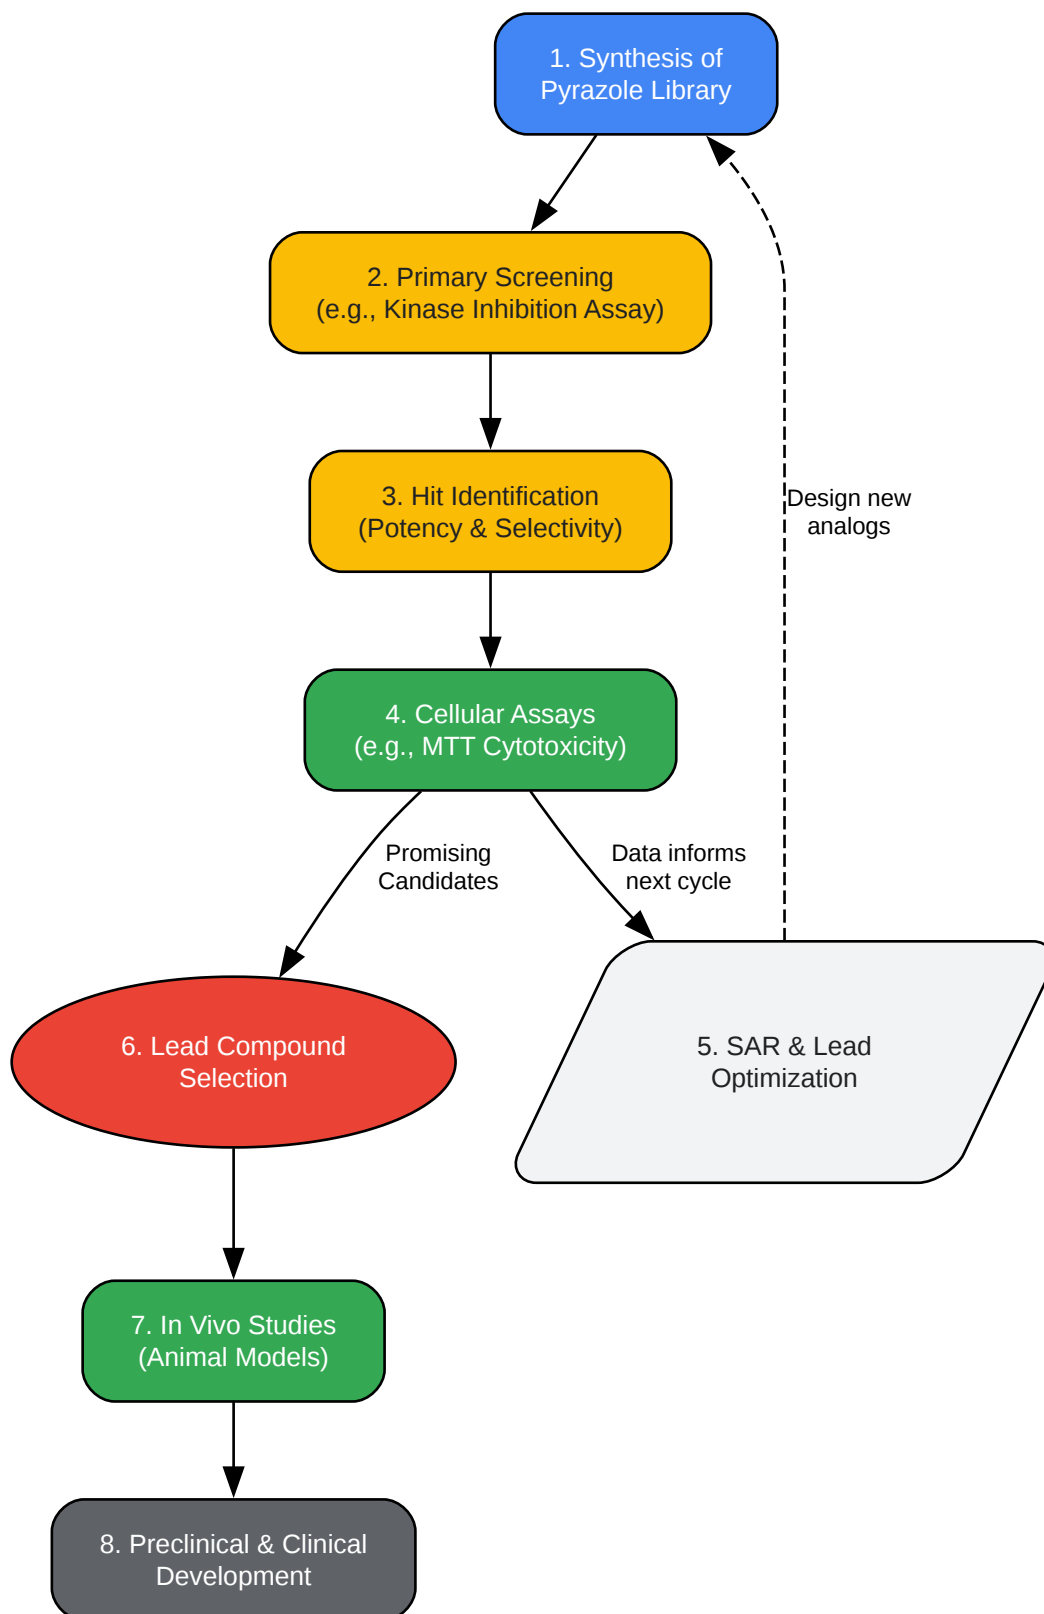 1. Synthesis of
Pyrazole Library
2. Primary Screening
(e.g., Kinase Inhibition Assay)
3. Hit Identification
(Potency & Selectivity)
Design new
analogs
4. Cellular Assays
(e.g., MTT Cytotoxicity)
Promising
Candidates
Data informs
next cycle
6. Lead Compound
Selection
5. SAR & Lead
Optimization
7. In Vivo Studies
(Animal Models)
8. Preclinical & Clinical
Development